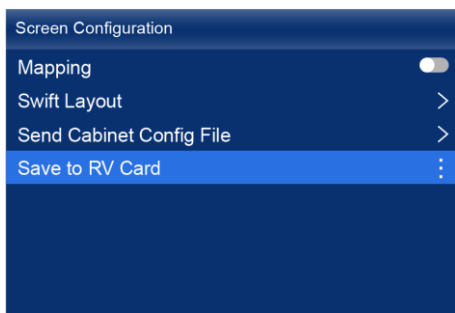 Screen Configuration
Mapping
Swift Layout
Send Cabinet Config File
Save to RV Card